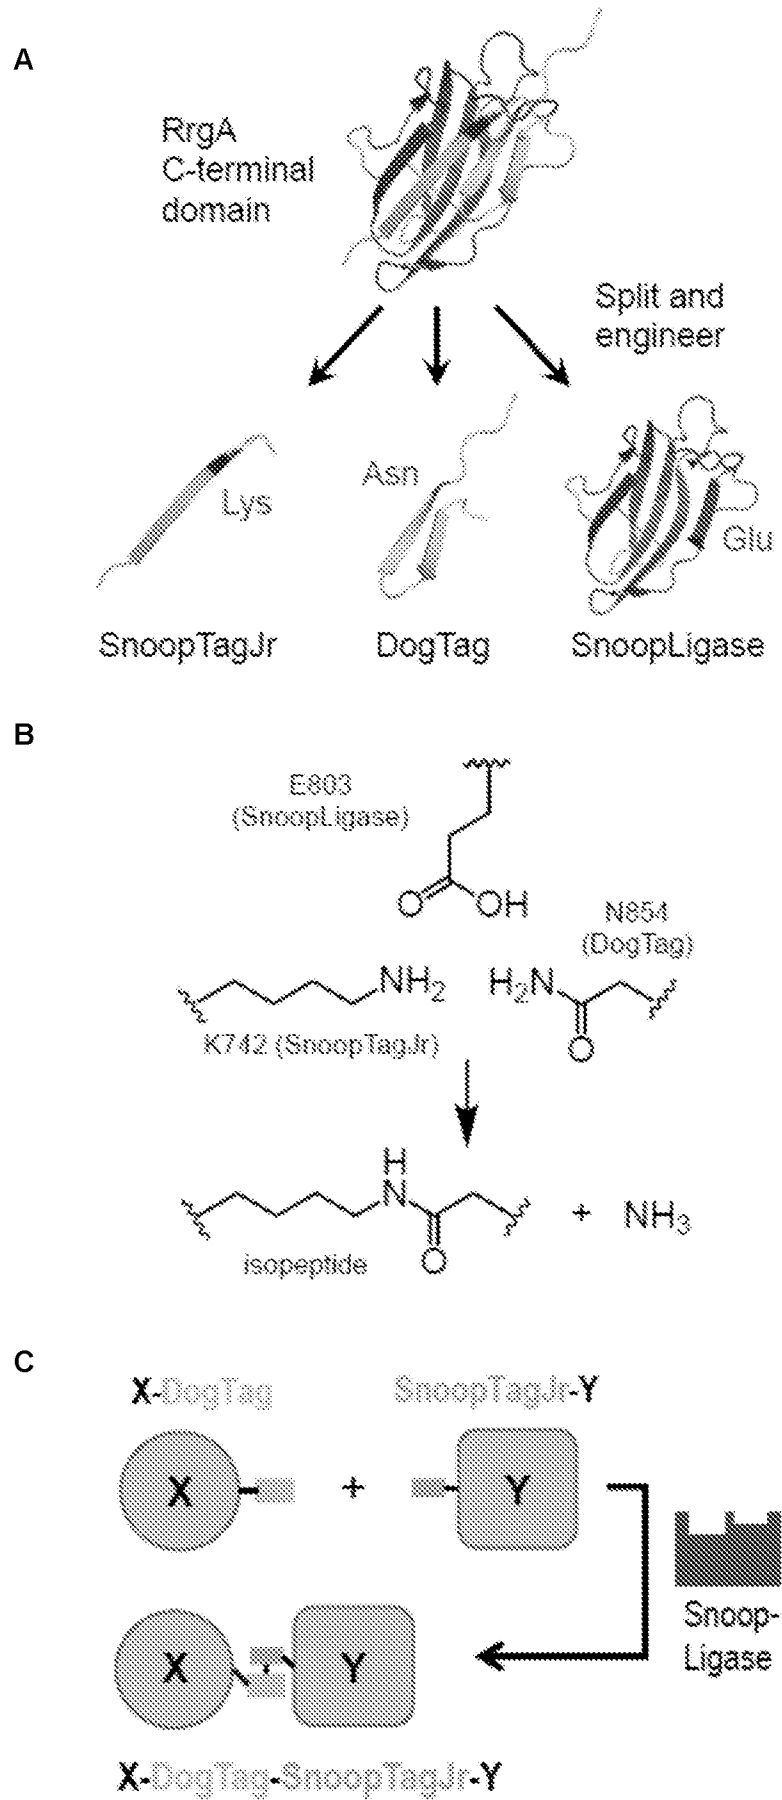 A
RrgA
C-terminal
domain
Split and
engineer
Lys
Asn
Glu
SnoopTagJr
DogTag
SnoopLigase
B
E803
(SnoopLigase)
O
OH
N854
(DogTag)
NH2
H2N
K742 (SnoopTagJr)
O
H
N
+ NH3
isopeptide
O
C
X-DogTag
SnoopTagJr-Y
X
+
Y
Snoop-
Ligase
X
Y
X-DogTag-SnoopTagJr-Y